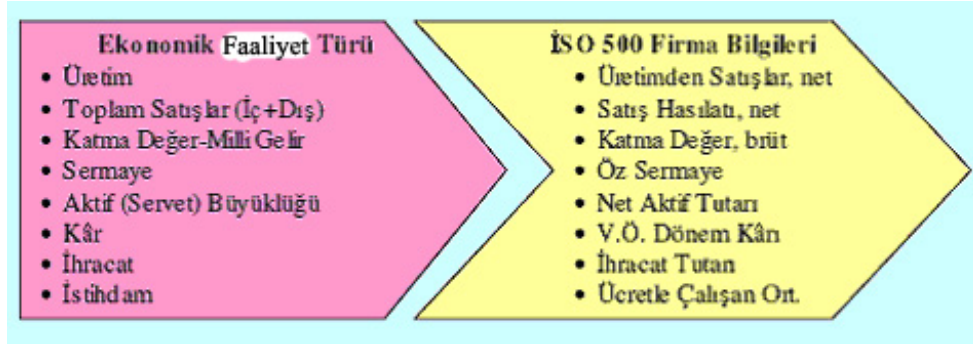 Ekonomik Faaliyet Türü
• Üretim
• Toplam Satışlar (İç+Dış)
• Katma Değer-Milli Gelir
• Sermaye
• Aktif (Servet) Büyüklüğü
• Kâr
• İhracat
• İstihdam
İSO 500 Firma Bilgileri
• Üretimden Satışlar, net
• Satış Hasılatı, net
• Katma Değer, brüt
• Öz Sermaye
• Net Aktif Tutarı
• V.Ö. Dönem Kârı
• İhracat Tutarı
• Ücretle Çalışan Ort.